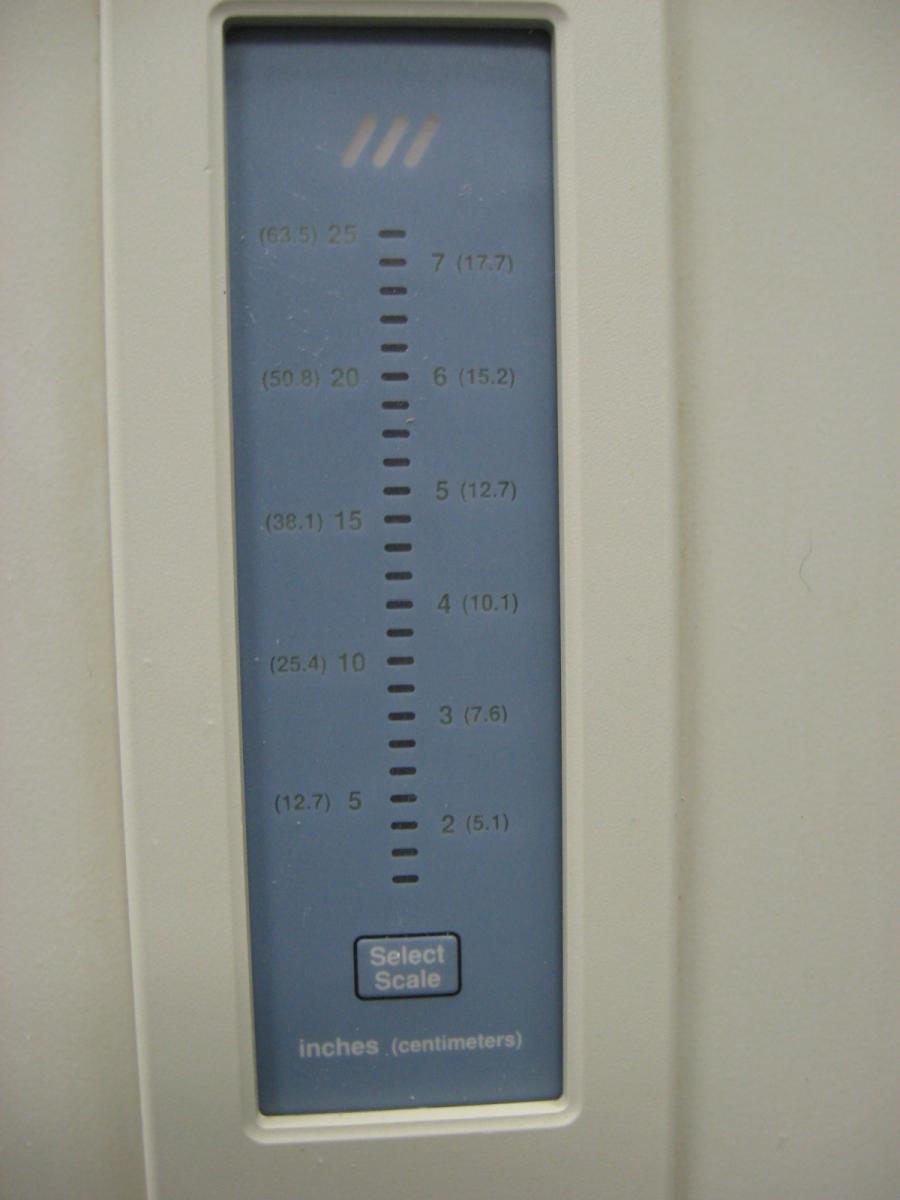 (63.5) 25
7 (17.7)
(50.8) 20 6 (15.2)
5 (12.7)
(38.1) 15
4 (10.1)
(25.4) 10
3 (7.6)
(12.7) 5
2 (5.1)
Select
Scale
inches (centimeters)